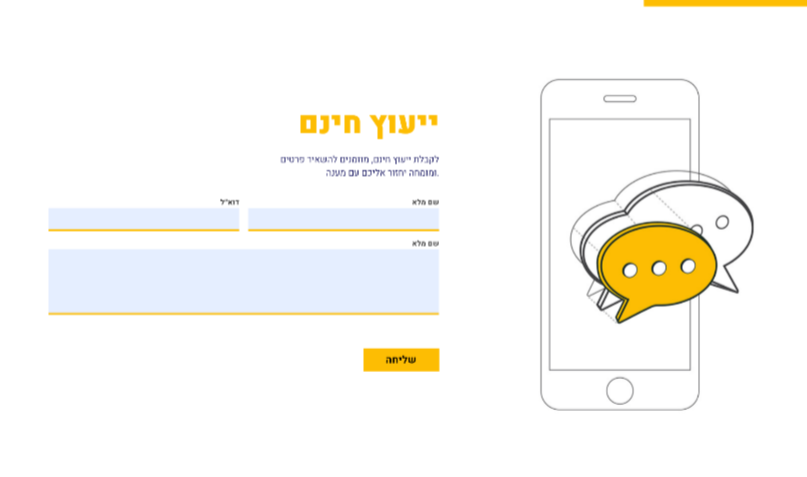 ייעוץ חינם
לקבלת ייעוץ חינם, מוזמנים להשאיר פרטים
ומומחה יחזור אליכם עם מענה.
שם מלא
דוא"ל
שם מלא
שליחה